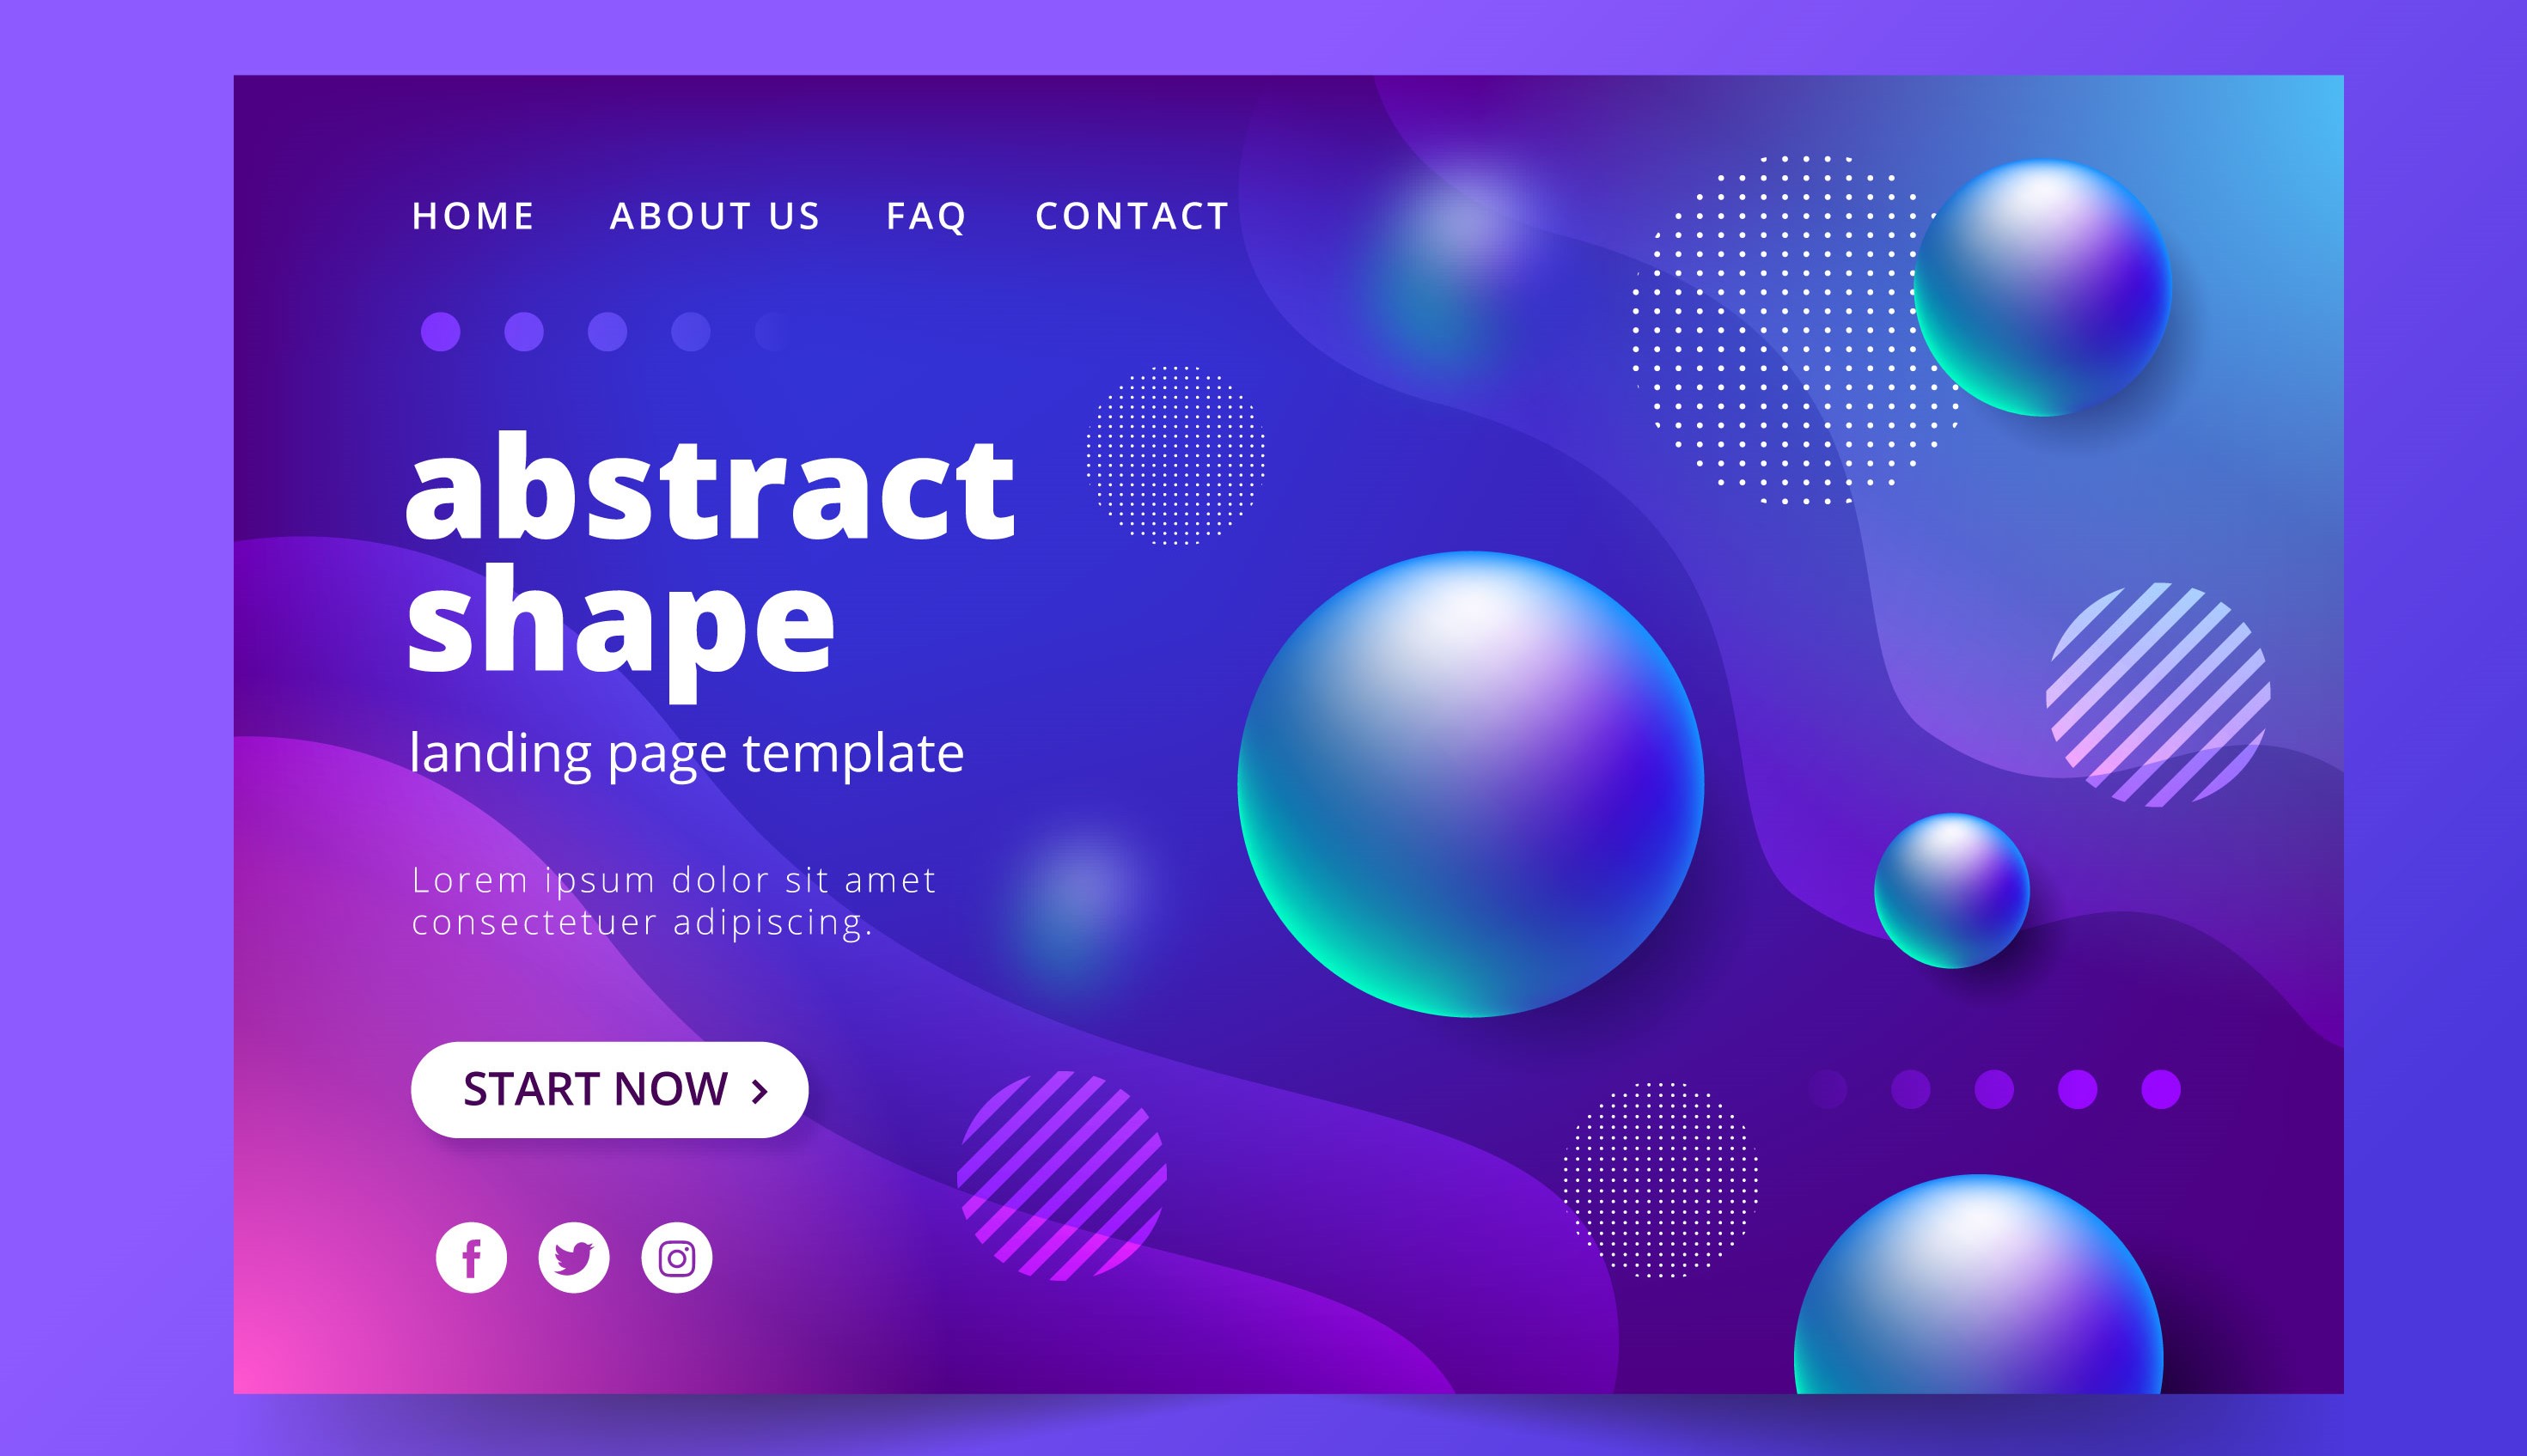 HOME ABOUT US FAQ CONTACT
abstract
shape
landing page template
Lorem ipsum dolor sit amet
consectetuer adipiscing.
START NOW